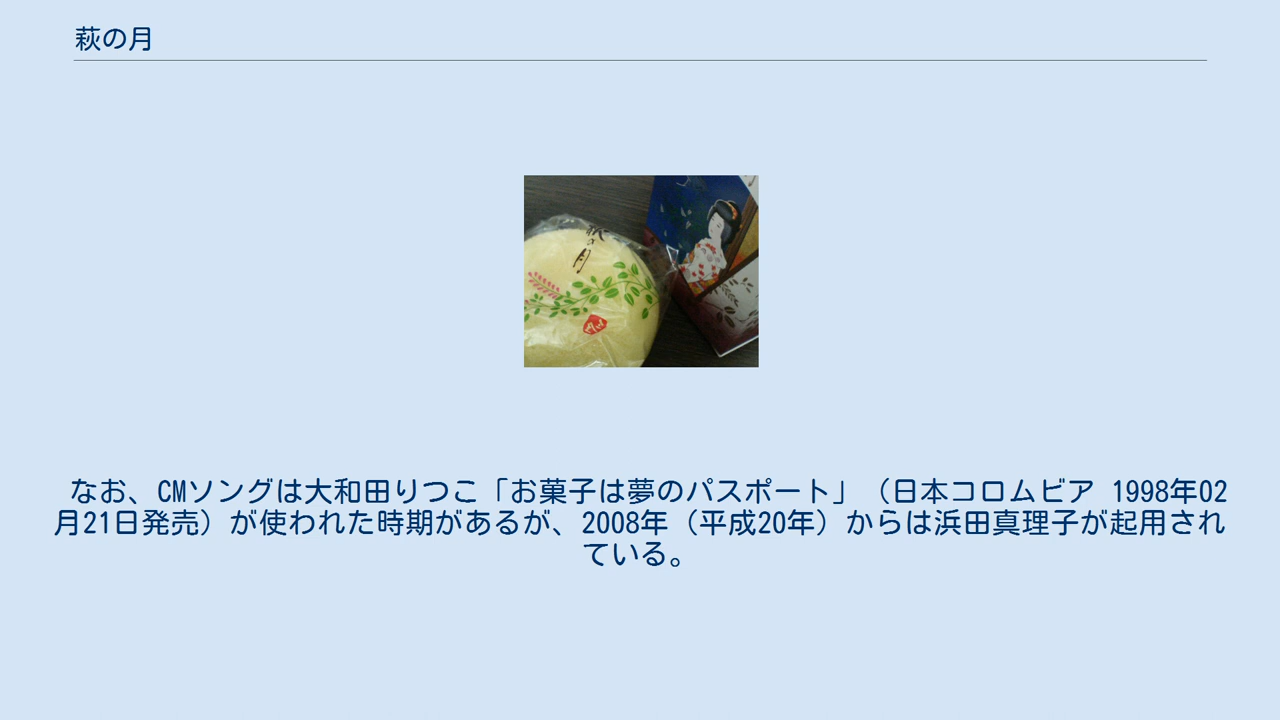 萩の月
萩の月
なお、CMソングは大和田りつこ「お菓子は夢のパスポート」（日本コロムビア 1998年02
月21日発売）が使われた時期があるが、2008年（平成20年）からは浜田真理子が起用され
ている。